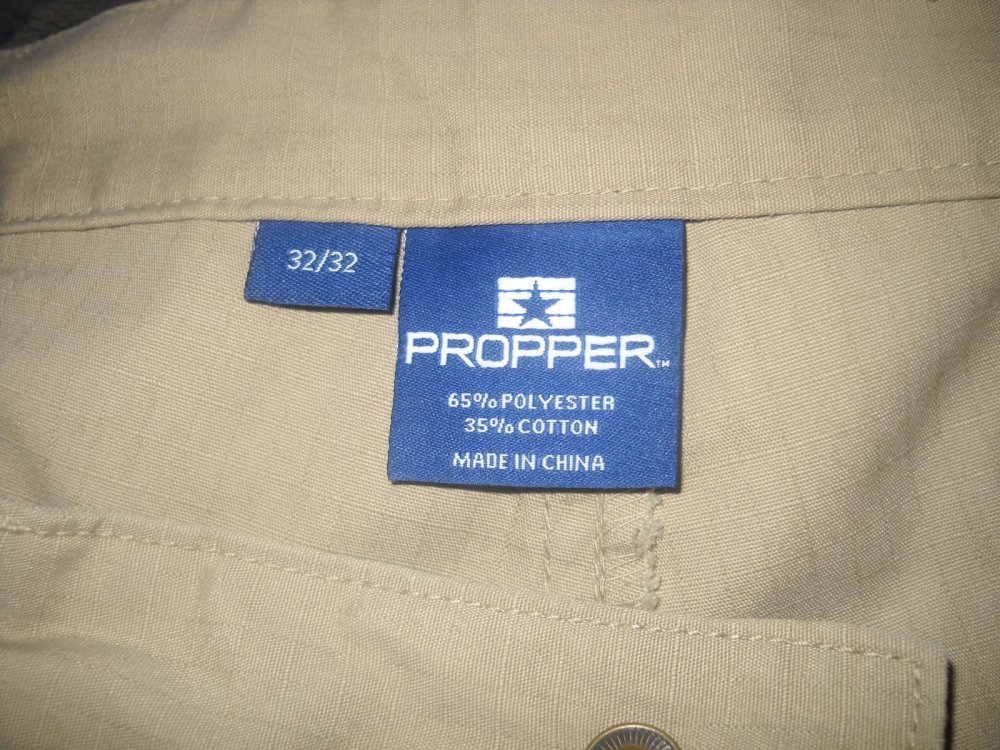 32/32
PROPPER™
65% POLYESTER
35% COTTON
MADE IN CHINA